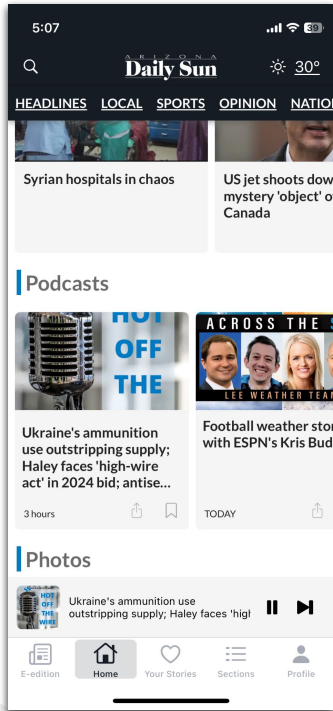 5:07
39
ARIZONA
Daily Sun
30°
HEADLINES LOCAL SPORTS OPINION NATION
Syrian hospitals in chaos
US jet shoots dow
mystery 'object' o
Canada
Podcasts
HOT
OFF
THE
ACROSS THE S
LEE WEATHER TEAM
Ukraine's ammunition
use outstripping supply;
Haley faces 'high-wire
act' in 2024 bid; antise...
3 hours
Football weather stor
with ESPN's Kris Bud
TODAY
Photos
HOT
OFF
THE
WIRE
Ukraine's ammunition use
outstripping supply; Haley faces 'high
E-edition
Home
Your Stories
Sections
Profile